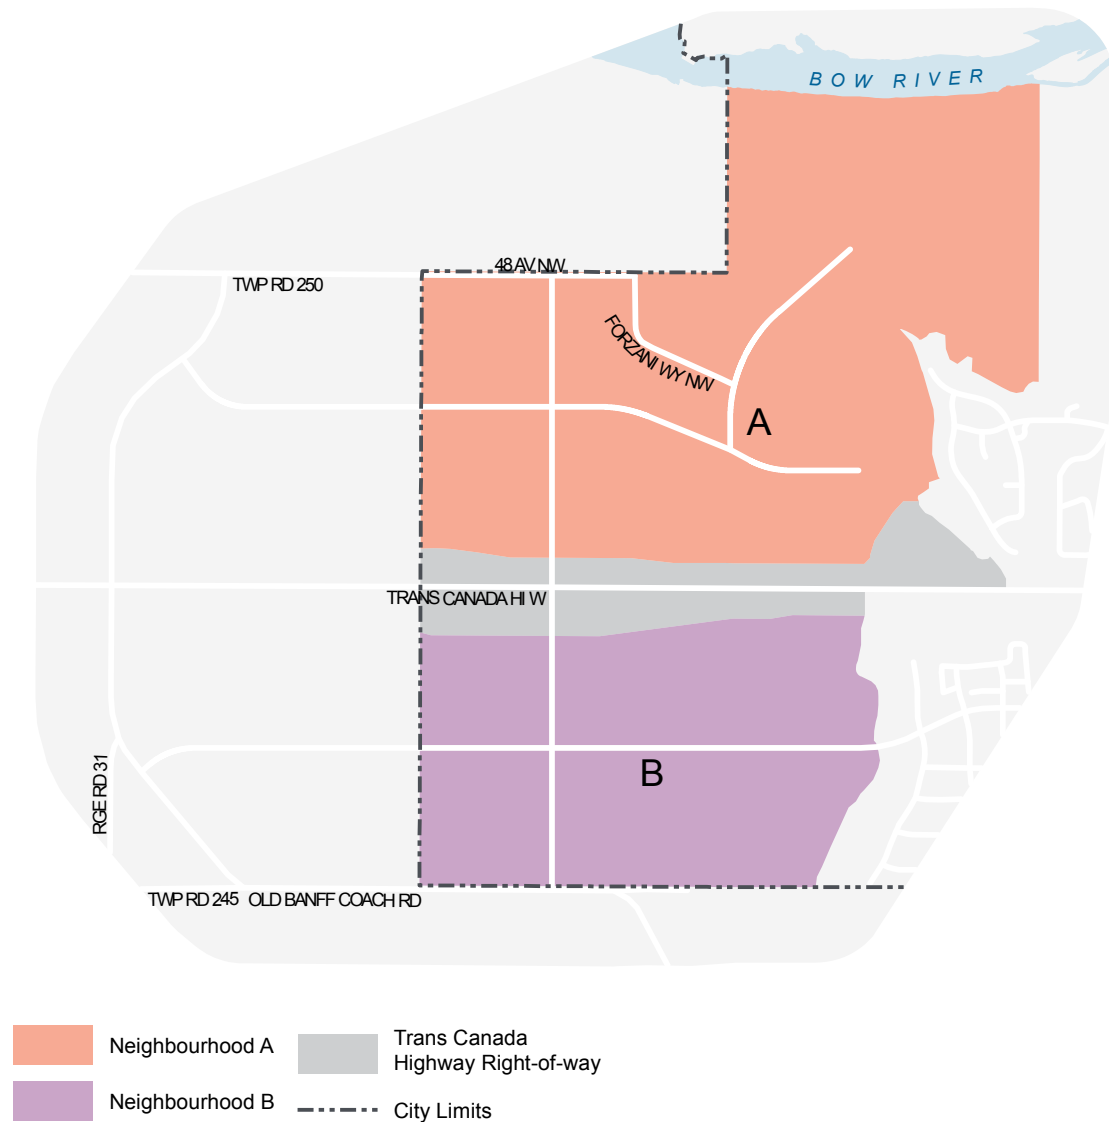 BOW RIVER
48 AV NW
TWP RD 250
FORZANI WY NW
A
TRANS CANADA HI W
B
RGE RD 31
TWP RD 245 OLD BANFF COACH RD
Neighbourhood A
Trans Canada
Highway Right-of-way
Neighbourhood B
City Limits